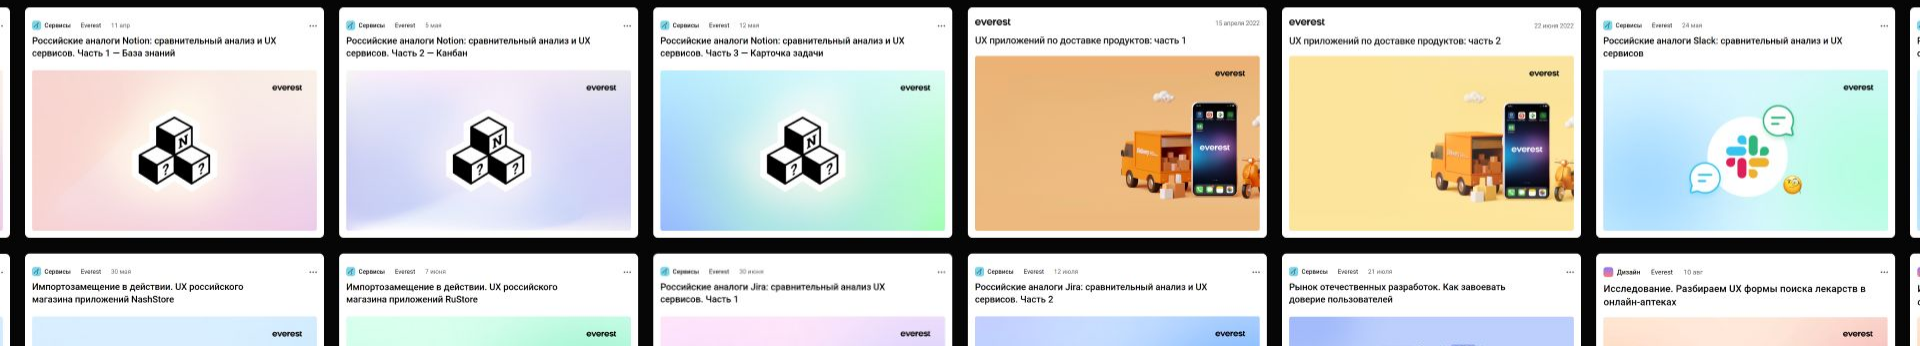 Сервисы Everest 11 апр
Российские аналоги Notion: сравнительный анализ и UX
сервисов. Часть 1 — База знаний
everest
N
?
?
Сервисы Everest 5 мая
Российские аналоги Notion: сравнительный анализ и UX
сервисов. Часть 2 — Канбан
everest
N
?
?
Сервисы Everest 12 мая
Российские аналоги Notion: сравнительный анализ и UX
сервисов. Часть 3 — Карточка задачи
everest
N
?
?
everest
15 апреля 2022
UX приложений по доставке продуктов: часть 1
everest
everest
everest
22 июня 2022
UX приложений по доставке продуктов: часть 2
everest
everest
Сервисы Everest 24 мая
Российские аналоги Slack: сравнительный анализ и UX
сервисов
everest
Сервисы Everest 30 мая
Импортозамещение в действии. UX российского
магазина приложений NashStore
everest
Сервисы Everest 7 июня
Импортозамещение в действии. UX российского
магазина приложений RuStore
everest
Сервисы Everest 30 июня
Российские аналоги Jira: сравнительный анализ UX
сервисов. Часть 1
everest
Сервисы Everest 12 июля
Российские аналоги Jira: сравнительный анализ и UX
сервисов. Часть 2
everest
Сервисы Everest 21 июля
Рынок отечественных разработок. Как завоевать
доверие пользователей
Дизайн Everest 10 авг
Исследование. Разбираем UX формы поиска лекарств в
онлайн-аптеках
everest